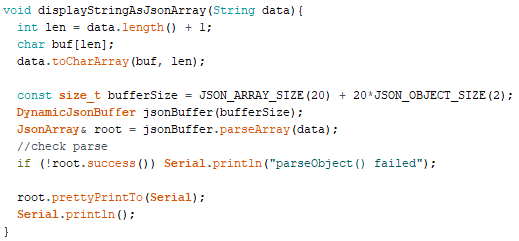 void displayStringAsJsonArray(String data){
  int len = data.length() + 1;
  char buf[len];
  data.toCharArray(buf, len);

  const size_t bufferSize = JSON_ARRAY_SIZE(20) + 20*JSON_OBJECT_SIZE(2);
  DynamicJsonBuffer jsonBuffer(bufferSize);
  JsonArray& root = jsonBuffer.parseArray(data);
  //check parse
  if (!root.success()) Serial.println("parseObject() failed");

  root.prettyPrintTo(Serial);
  Serial.println();
}